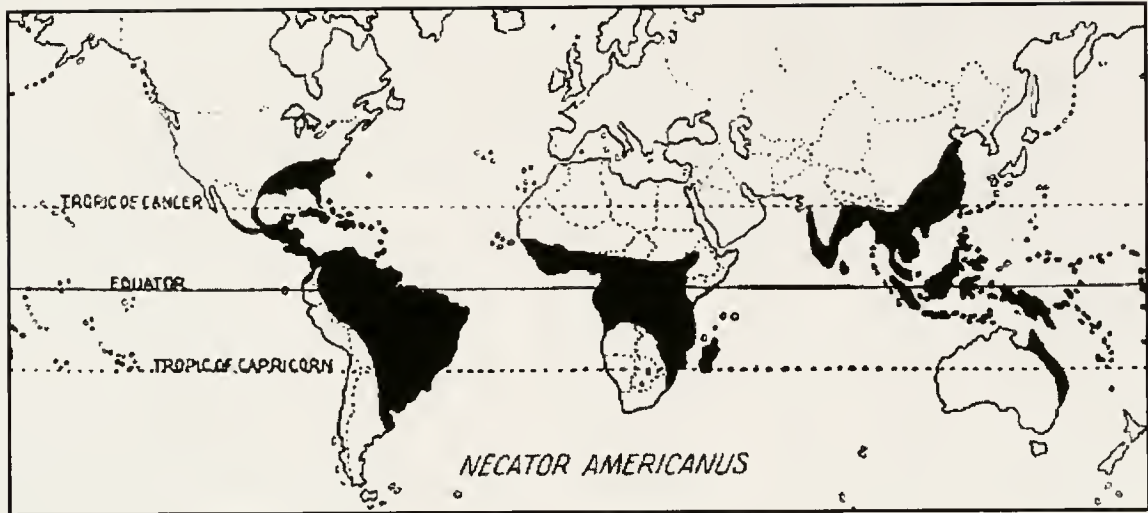 TROPIC OF CANCER
EQUATOR
TROPIC OF CAPRICORN
NECATOR AMERICANUS